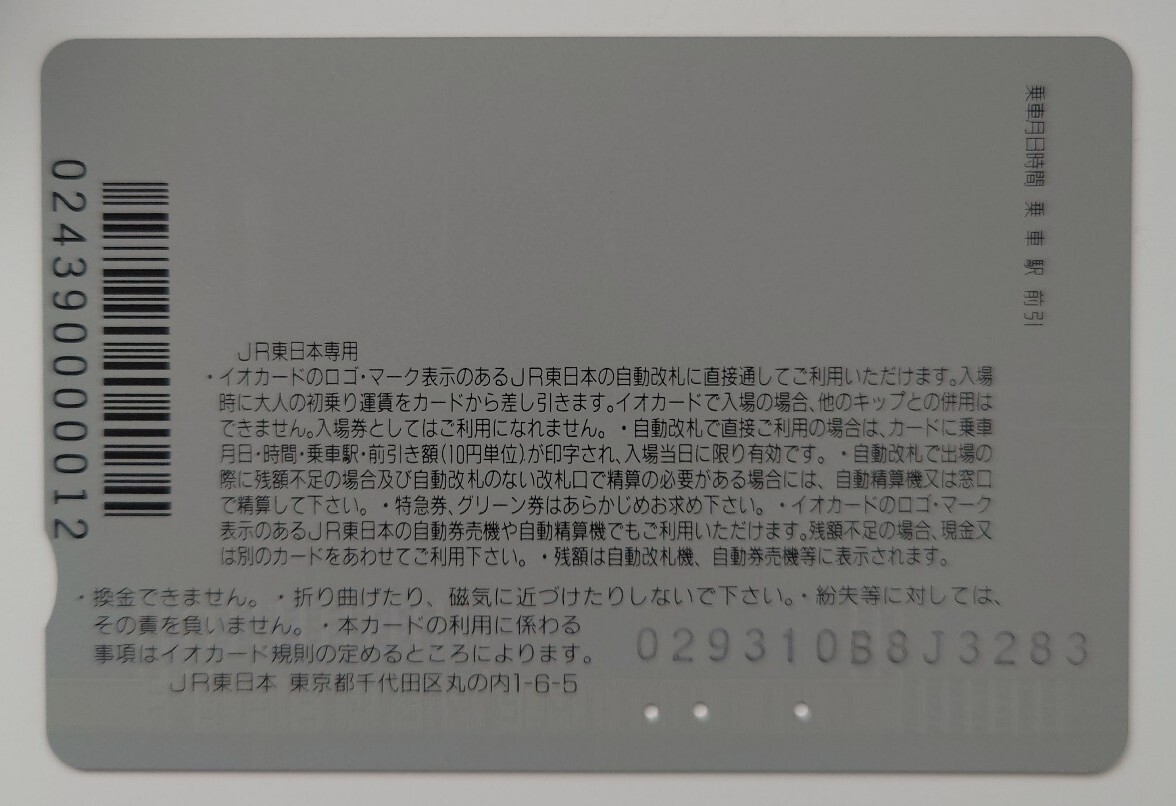 乗車月日時間 乗車駅 前引
024390000012
JR東日本専用
・イオカードのロゴ・マーク表示のあるJR東日本の自動改札に直接通してご利用いただけます。入場
時に大人の初乗り運賃をカードから差し引きます。イオカードで入場の場合、他のキップとの併用は
できません。入場券としてはご利用になれません。・自動改札で直接ご利用の場合は、カードに乗車
月日・時間・乗車駅・前引き額(10円単位)が印字され、入場当日に限り有効です。・自動改札で出場の
際に残額不足の場合及び自動改札のない改札口で精算の必要がある場合には、自動精算機又は窓口
で精算して下さい。・特急券、グリーン券はあらかじめお求め下さい。・イオカードのロゴ・マーク
表示のあるJR東日本の自動券売機や自動精算機でもご利用いただけます。残額不足の場合、現金又
は別のカードをあわせてご利用下さい。・残額は自動改札機、自動券売機等に表示されます。
・換金できません。・折り曲げたり、磁気に近づけたりしないで下さい。・紛失等に対しては、
その責を負いません。・本カードの利用に係わる
事項はイオカード規則の定めるところによります。
JR東日本 東京都千代田区丸の内1-6-5
029310B8J3283